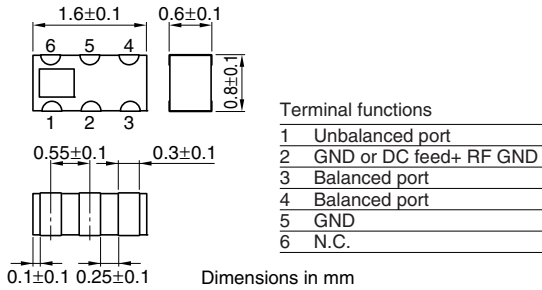 1.6±0.1
0.6±0.1
6 5 4
0.8±0.1
1 2 3
0.55±0.1
0.3±0.1
0.1±0.1
0.25±0.1
Dimensions in mm
Terminal functions
1 Unbalanced port
2 GND or DC feed+ RF GND
3 Balanced port
4 Balanced port
5 GND
6 N.C.